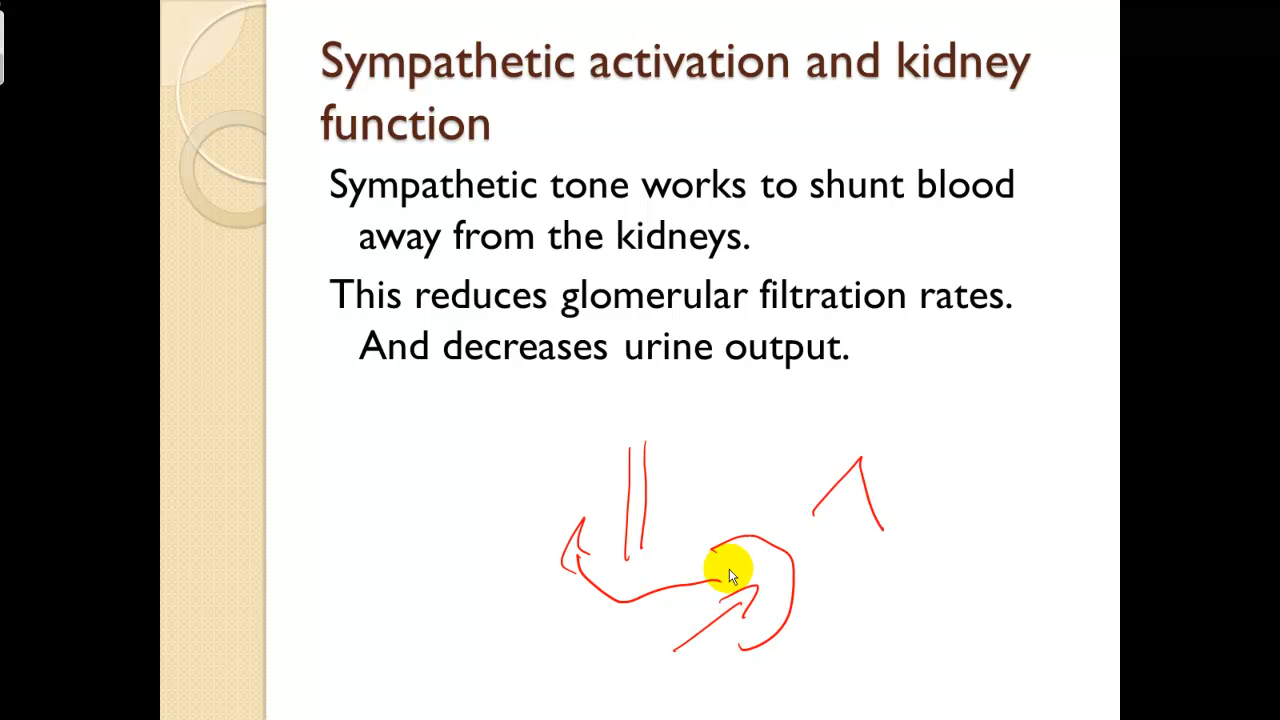 Sympathetic activation and kidney
function
Sympathetic tone works to shunt blood
away from the kidneys.
This reduces glomerular filtration rates.
And decreases urine output.